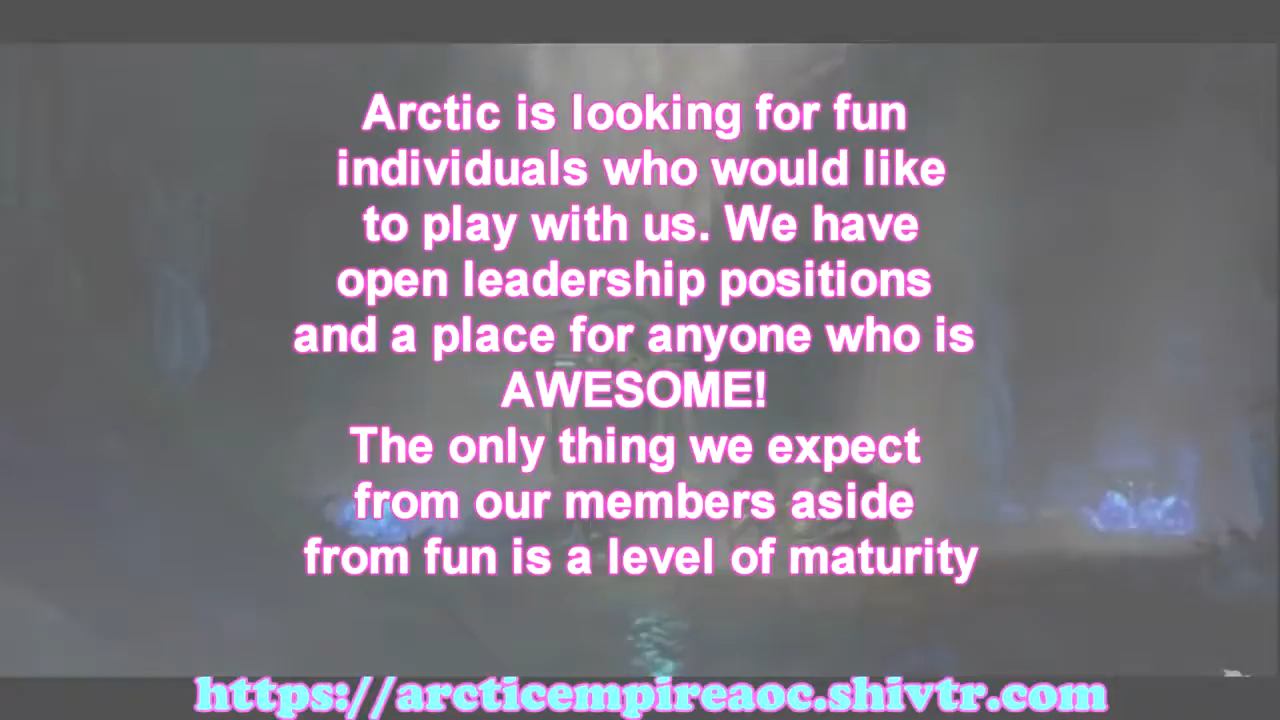 Arctic is looking for fun
individuals who would like
to play with us. We have
open leadership positions
and a place for anyone who is
AWESOME!
The only thing we expect
from our members aside
from fun is a level of maturity
https://arcticempireaoc.shivtr.com